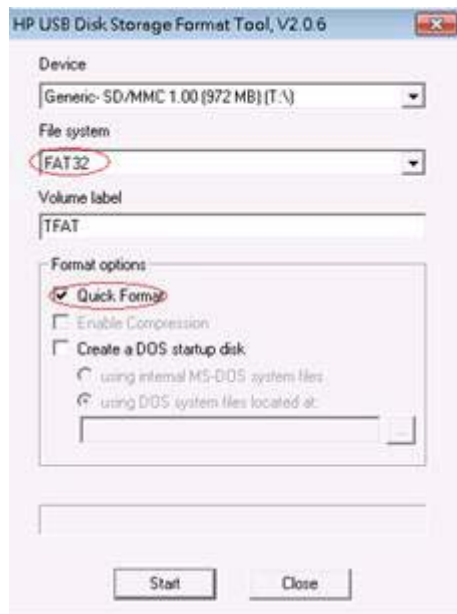 HP USB Disk Storage Format Tool, V2.0.6
Device
Generic- SD/MMC 1.00 (972 MB) (T:\)
File system
FAT32
Volume label
TFAT
Format options
Quick Format
Enable Compression
Create a DOS startup disk
using internal MS-DOS system files
using DOS system files located at:
...
Start
Close